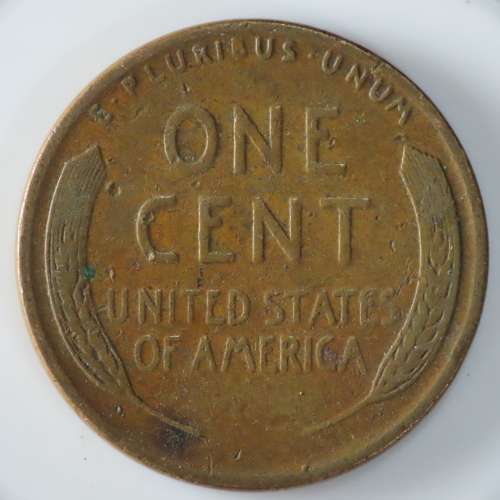 E·PLURIBUS·UNUM
ONE
CENT
UNITED STATES
OF AMERICA